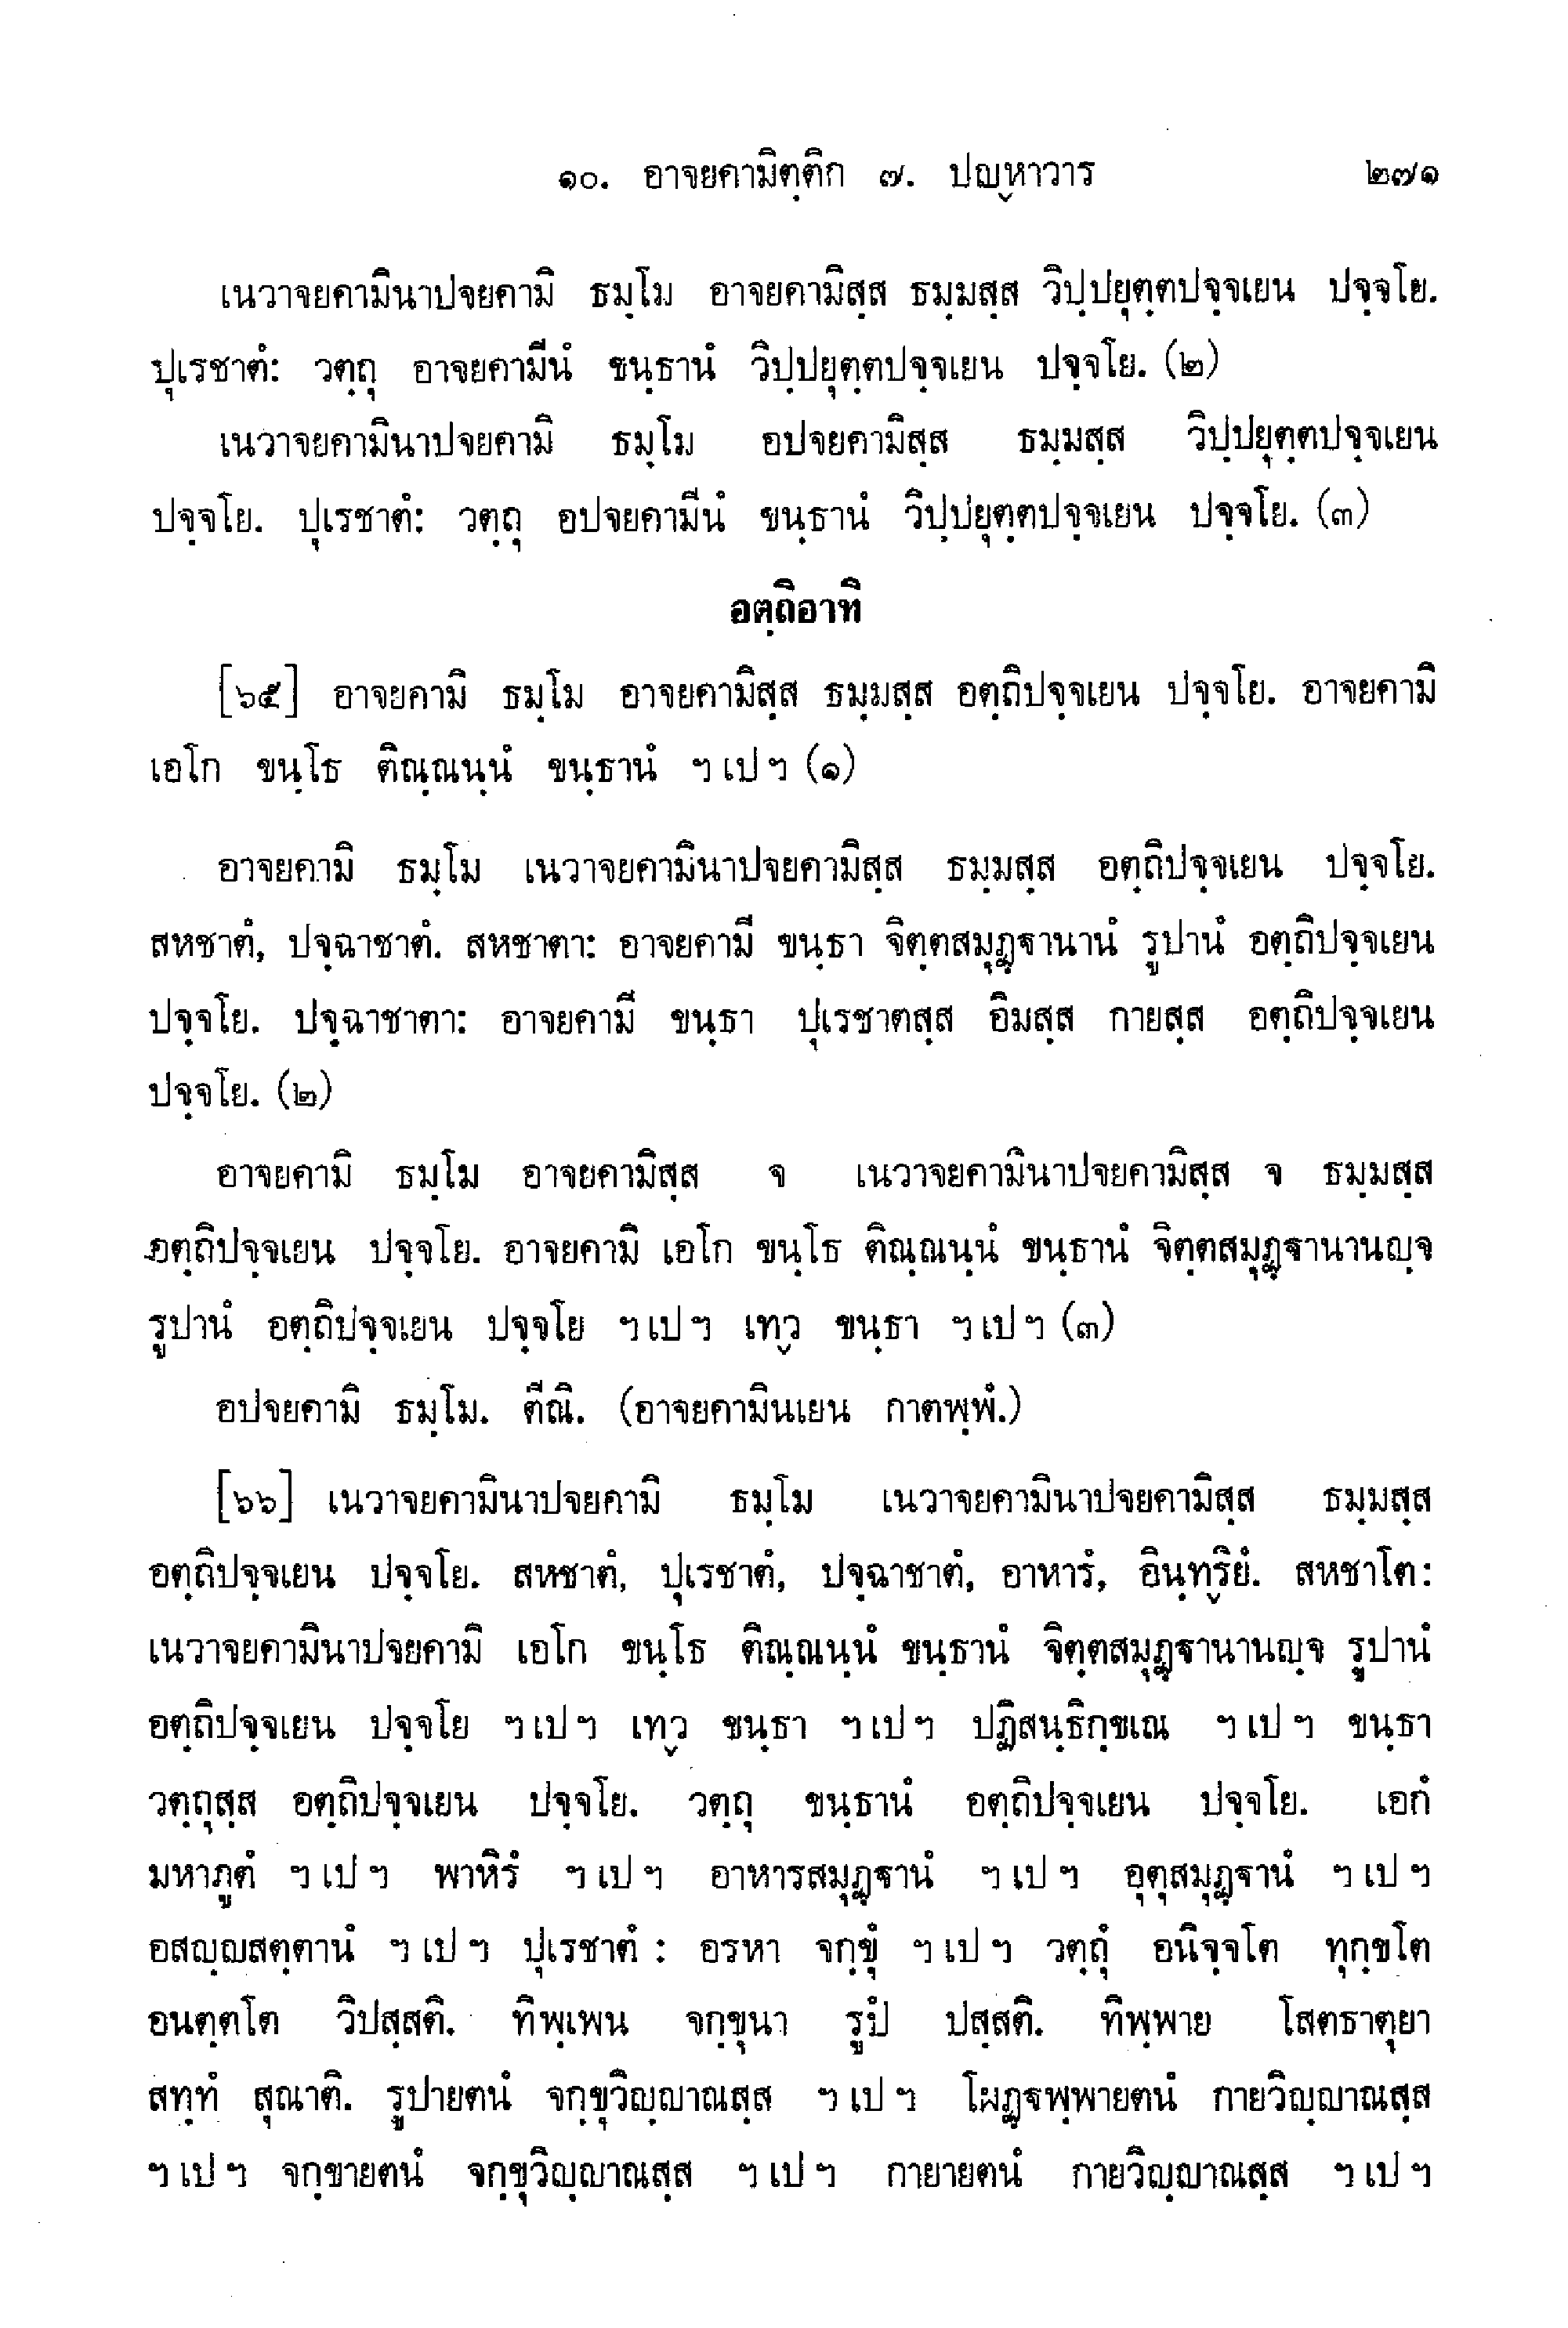 ๑๐. อาจยคามิตฺติก ๗. ปญฺหาวาร ๒๗๑
เนวาจยคามินาปจยคามิ ธมฺโม อาจยคามิสฺส ธมฺมสฺส วิปฺปยุตฺตปจฺจเยน ปจฺจโย.
ปุเรชาตํ: วตฺถุ อาจยคามีนํ ขนฺธานํ วิปฺปยุตฺตปจฺจเยน ปจฺจโย. (๒)
เนวาจยคามินาปจยคามิ ธมฺโม อปจยคามิสฺส ธมฺมสฺส วิปฺปยุตฺตปจฺจเยน
ปจฺจโย. ปุเรชาตํ: วตฺถุ อปจยคามีนํ ขนฺธานํ วิปฺปยุตฺตปจฺจเยน ปจฺจโย. (๓)
อตฺถิอาทิ
[๖๕] อาจยคามิ ธมฺโม อาจยคามิสฺส ธมฺมสฺส อตฺถิปจฺจเยน ปจฺจโย. อาจยคามิ
เอโก ขนฺโธ ติณฺณนฺนํ ขนฺธานํ ฯ เป ฯ (๑)
อาจยคามิ ธมฺโม เนวาจยคามินาปจยคามิสฺส ธมฺมสฺส อตฺถิปจฺจเยน ปจฺจโย.
สหชาตํ, ปจฺฉาชาตํ. สหชาตา: อาจยคามี ขนฺธา จิตฺตสมุฏฺฐานานํ รูปานํ อตฺถิปจฺจเยน
ปจฺจโย. ปจฺฉาชาตา: อาจยคามี ขนฺธา ปุเรชาตสฺส อิมสฺส กายสฺส อตฺถิปจฺจเยน
ปจฺจโย. (๒)
อาจยคามิ ธมฺโม อาจยคามิสฺส จ เนวาจยคามินาปจยคามิสฺส จ ธมฺมสฺส
อตฺถิปจฺจเยน ปจฺจโย. อาจยคามิ เอโก ขนฺโธ ติณฺณนฺนํ ขนฺธานํ จิตฺตสมุฏฺฐานานญฺจ
รูปานํ อตฺถิปจฺจเยน ปจฺจโย ฯ เป ฯ เทฺว ขนฺธา ฯ เป ฯ (๓)
อปจยคามิ ธมฺโม. ตีณิ. (อาจยคามินเยน กาตพฺพํ.)
[๖๖] เนวาจยคามินาปจยคามิ ธมฺโม เนวาจยคามินาปจยคามิสฺส ธมฺมสฺส
อตฺถิปจฺจเยน ปจฺจโย. สหชาตํ, ปุเรชาตํ, ปจฺฉาชาตํ, อาหารํ, อินฺทฺริยํ. สหชาโต:
เนวาจยคามินาปจยคามิ เอโก ขนฺโธ ติณฺณนฺนํ ขนฺธานํ จิตฺตสมุฏฺฐานานญฺจ รูปานํ
อตฺถิปจฺจเยน ปจฺจโย ฯ เป ฯ เทฺว ขนฺธา ฯ เป ฯ ปฏิสนฺธิกฺขเณ ฯ เป ฯ ขนฺธา
วตฺถุสฺส อตฺถิปจฺจเยน ปจฺจโย. วตฺถุ ขนฺธานํ อตฺถิปจฺจเยน ปจฺจโย. เอกํ
มหาภูตํ ฯ เป ฯ พาหิรํ ฯ เป ฯ อาหารสมุฏฺฐานํ ฯ เป ฯ อุตุสมุฏฺฐานํ ฯ เป ฯ
อสญฺญสตฺตานํ ฯ เป ฯ ปุเรชาตํ : อรหา จกฺขุํ ฯ เป ฯ วตฺถุํ อนิจฺจโต ทุกฺขโต
อนตฺตโต วิปสฺสติ. ทิพฺเพน จกฺขุนา รูปํ ปสฺสติ. ทิพฺพาย โสตธาตุยา
สทฺทํ สุณาติ. รูปายตนํ จกฺขุวิญฺญาณสฺส ฯ เป ฯ โผฏฺฐพฺพายตนํ กายวิญฺญาณสฺส
ฯ เป ฯ จกฺขายตนํ จกฺขุวิญฺญาณสฺส ฯ เป ฯ กายายตนํ กายวิญฺญาณสฺส ฯ เป ฯ